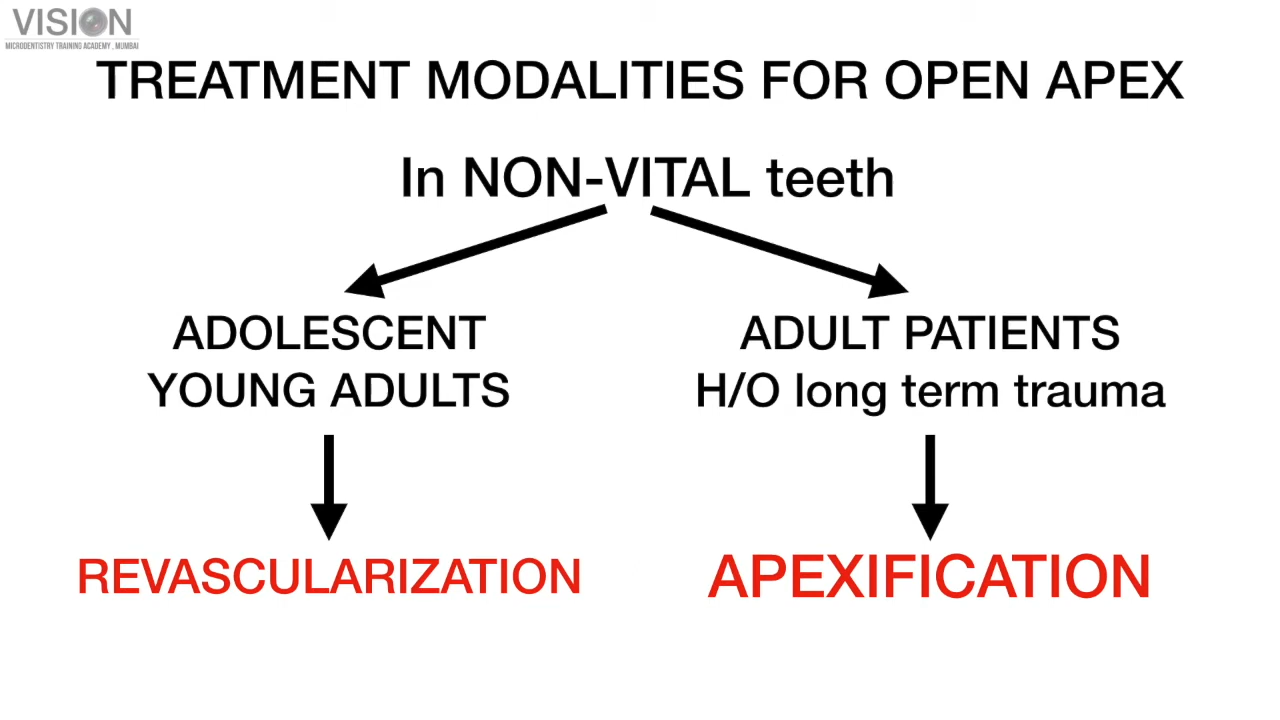 VISION
MICRODENTISTRY TRAINING ACADEMY , MUMBAI
TREATMENT MODALITIES FOR OPEN APEX
In NON-VITAL teeth
ADOLESCENT
YOUNG ADULTS
REVASCULARIZATION
ADULT PATIENTS
H/O long term trauma
APEXIFICATION